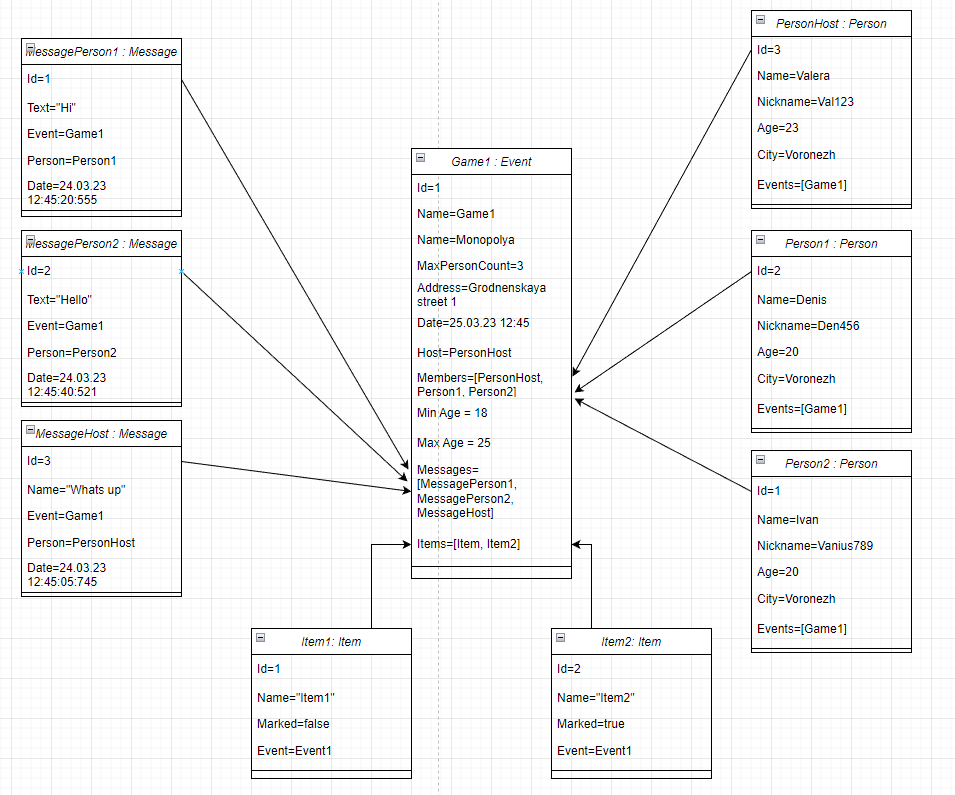 MessagePerson1 : Message
Id=1
Text="Hi"
Event=Game1
Person=Person1
Date=24.03.23
12:45:20:555
MessagePerson2 : Message
Id=2
Text="Hello"
Event=Game1
Person=Person2
Date=24.03.23
12:45:40:521
MessageHost : Message
Id=3
Name="Whats up"
Event=Game1
Person=PersonHost
Date=24.03.23
12:45:05:745
Game1 : Event
Id=1
Name=Game1
Name=Monopolya
MaxPersonCount=3
Address=Grodnenskaya
street 1
Date=25.03.23 12:45
Host=PersonHost
Members=[PersonHost,
Person1, Person2]
Min Age = 18
Max Age = 25
Messages=
[MessagePerson1,
MessagePerson2,
MessageHost]
Items=[Item, Item2]
PersonHost : Person
Id=3
Name=Valera
Nickname=Val123
Age=23
City=Voronezh
Events=[Game1]
Person1 : Person
Id=2
Name=Denis
Nickname=Den456
Age=20
City=Voronezh
Events=[Game1]
Person2 : Person
Id=1
Name=Ivan
Nickname=Vanius789
Age=20
City=Voronezh
Events=[Game1]
Item1: Item
Id=1
Name="Item1"
Marked=false
Event=Event1
Item2: Item
Id=2
Name="Item2"
Marked=true
Event=Event1